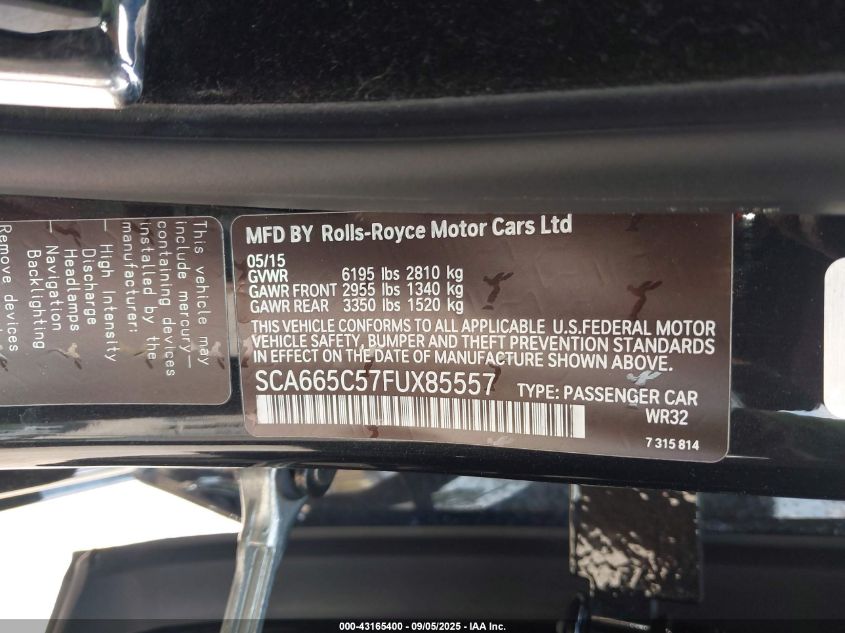 This vehicle may
include mercury-
containing devices
installed by the
manufacturer:
- High Intensity
Discharge
Headlamps
- Navigation
Backlighting
Remove devices
MFD BY Rolls-Royce Motor Cars Ltd
05/15
GVWR 6195 lbs 2810 kg
GAWR FRONT 2955 lbs 1340 kg
GAWR REAR 3350 lbs 1520 kg
THIS VEHICLE CONFORMS TO ALL APPLICABLE U.S.FEDERAL MOTOR
VEHICLE SAFETY, BUMPER AND THEFT PREVENTION STANDARDS
IN EFFECT ON THE DATE OF MANUFACTURE SHOWN ABOVE.
SCA665C57FUX85557 TYPE: PASSENGER CAR
WR32
7 315 814
000-43165400 - 09/05/2025 - IAA Inc.